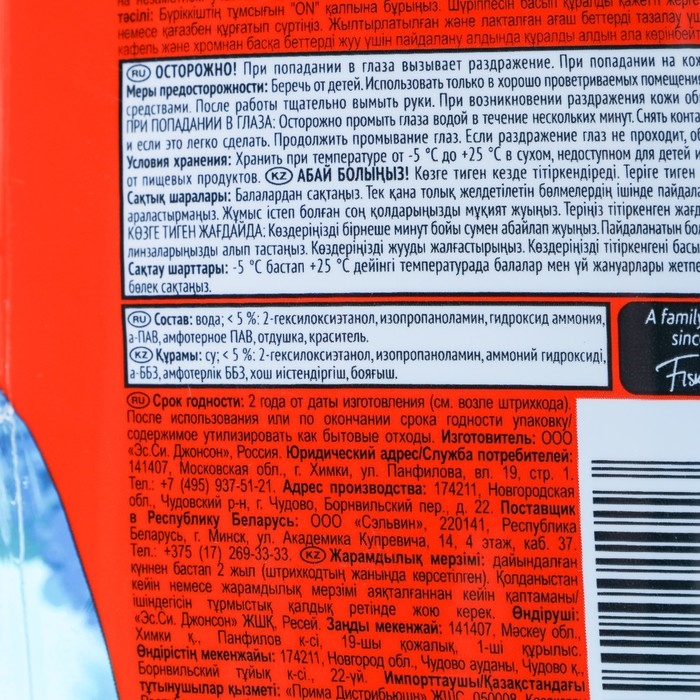 тәсілі: Бүріккіштің тұмсығын "ON" қалпына бұрыңыз. Шүріппесін басып құралды қажетті
немесе қағазбен құрғатып сүртіңіз. Жылтырлатылған және лакталған ағаш беттерді тазалау
кафель және хромнан басқа беттерді жуу үшін пайдалану алдында құралды алдын ала
RU ОСТОРОЖНО! При попадании в глаза вызывает раздражение. При попадании на
Меры предосторожности: Беречь от детей. Использовать только в хорошо проветриваемых
средствами. После работы тщательно вымыть руки. При возникновении раздражения кожи
ПРИ ПОПАДАНИИ В ГЛАЗА: Осторожно промыть глаза водой в течение нескольких минут. Снять
и если это легко сделать. Продолжить промывание глаз. Если раздражение глаз не проходит,
Условия хранения: Хранить при температуре от -5 °С до +25 °С в сухом, недоступном для детей
от пищевых продуктов. KZ АБАЙ БОЛЫҢЫЗ! Көзге тиген кезде тітіркендіреді. Теріге тиген
Сақтық шаралары: Балалардан сақтаңыз. Тек қана толық желдетілетін бөлмелердің ішінде
араластырмаңыз. Жұмыс істеп болған соң қолдарыңызды мұқият жуыңыз. Теріңіз тітіркенген
КӨЗГЕ ТИГЕН ЖАҒДАЙДА: Көздеріңізді бірнеше минут бойы сумен абайлап жуыңыз. Пайдаланатын
линзаларыңызды алып тастаңыз. Көздеріңізді жууды жалғастырыңыз. Көздеріңізді тітіркенгені
Сақтау шарттары: -5 °С бастап +25 °С дейінгі температурада балалар мен үй жануарлары
бөлек сақтаңыз.
RU Состав: вода; < 5 %: 2-гексилоксиэтанол, изопропаноламин, гидроксид аммония,
а-ПАВ, амфотерное ПАВ, отдушка, краситель.
KZ Құрамы: су; < 5 %: 2-гексилоксиэтанол, изопропаноламин, аммоний гидроксиді,
а-ББЗ, амфотерлік ББЗ, хош иістендіргіш, бояғыш.
A family
sinc
Fisk
RU Срок годности: 2 года от даты изготовления (см. возле штрихкода).
После использования или по окончании срока годности упаковку/
содержимое утилизировать как бытовые отходы. Изготовитель: ООО
«Эс.Си. Джонсон», Россия. Юридический адрес/Служба потребителей:
141407, Московская обл., г. Химки, ул. Панфилова, вл. 19, стр. 1.
Тел.: +7 (495) 937-51-21. Адрес производства: 174211, Новгородская
обл., Чудовский р-н, г. Чудово, Борнвильский пер., д. 22. Поставщик
в Республику Беларусь: ООО «Сэльвин», 220141, Республика
Беларусь, г. Минск, ул. Академика Купревича, 14, 4 этаж, каб. 37.
Тел.: +375 (17) 269-33-33. KZ Жарамдылық мерзімі: дайындалған
күннен бастап 2 жыл (штрихкодтың жанында көрсетілген). Қолданыстан
кейін немесе жарамдылық мерзімі аяқталғаннан кейін қаптаманы/
ішіндегісін тұрмыстық қалдық ретінде жою керек. Өндіруші:
«Эс.Си. Джонсон» ЖШҚ, Ресей. Заңды мекенжай: 141407, Мәскеу обл.,
Химки қ., Панфилов к-сі, 19-шы қожалық, 1-ші құрылыс.
Өндірістің мекенжайы: 174211, Новгород обл., Чудово ауданы, Чудово қ.,
Борнвильский тұйық к-сі., 22-үй. Импорттаушы/Қазақстандағы
тұтынушылар қызметі: «Прима Дистрибьюшн» ЖШС, 050000, Қазақстан